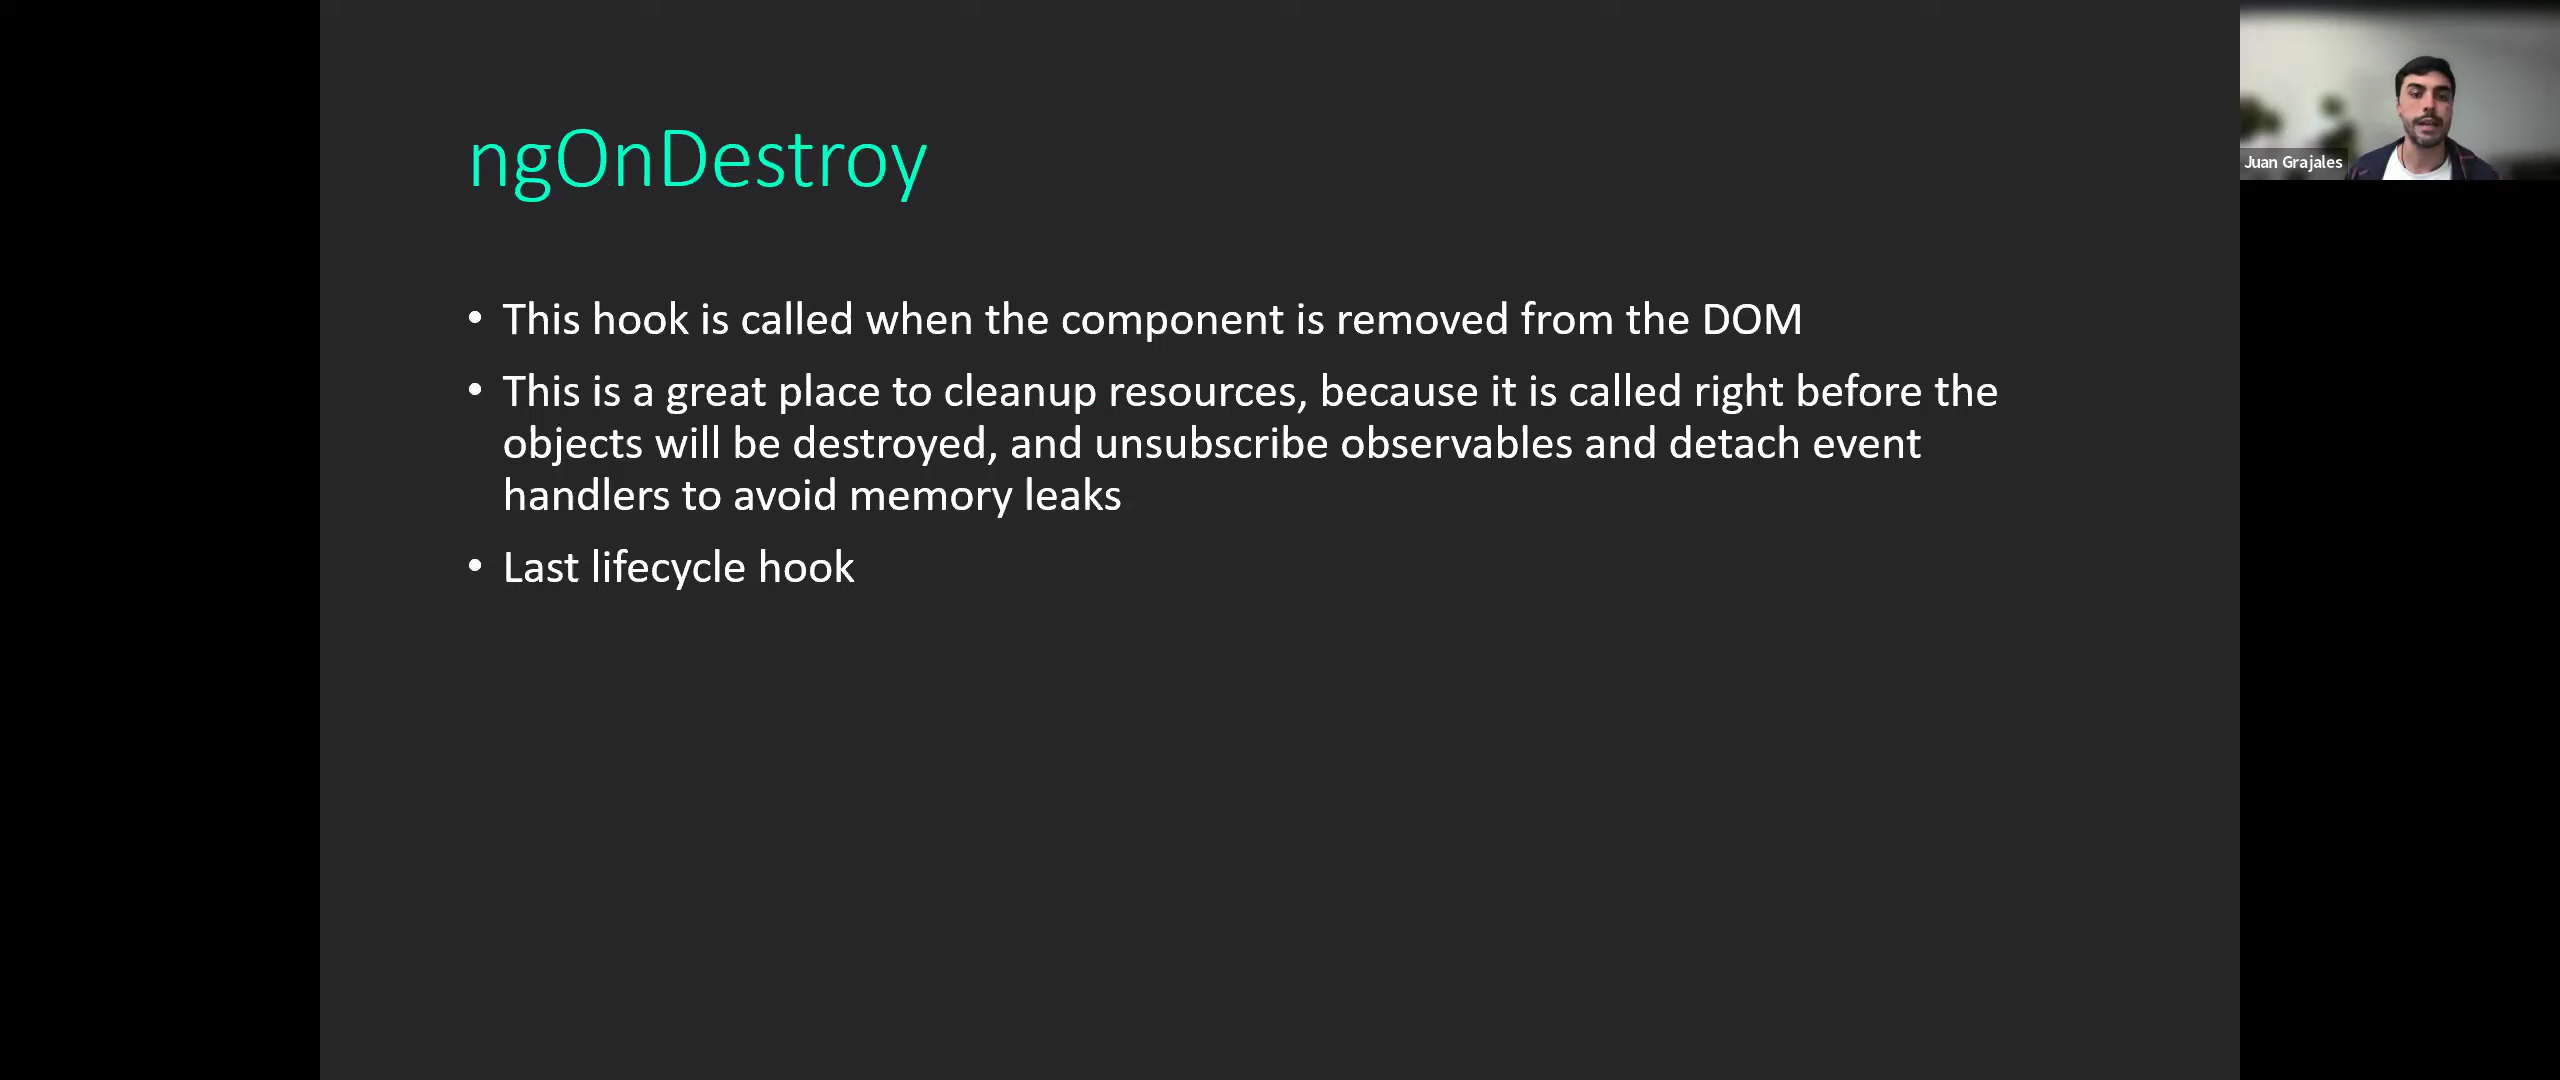 ngOnDestroy
• This hook is called when the component is removed from the DOM
• This is a great place to cleanup resources, because it is called right before the
objects will be destroyed, and unsubscribe observables and detach event
handlers to avoid memory leaks
• Last lifecycle hook
Juan Grajales